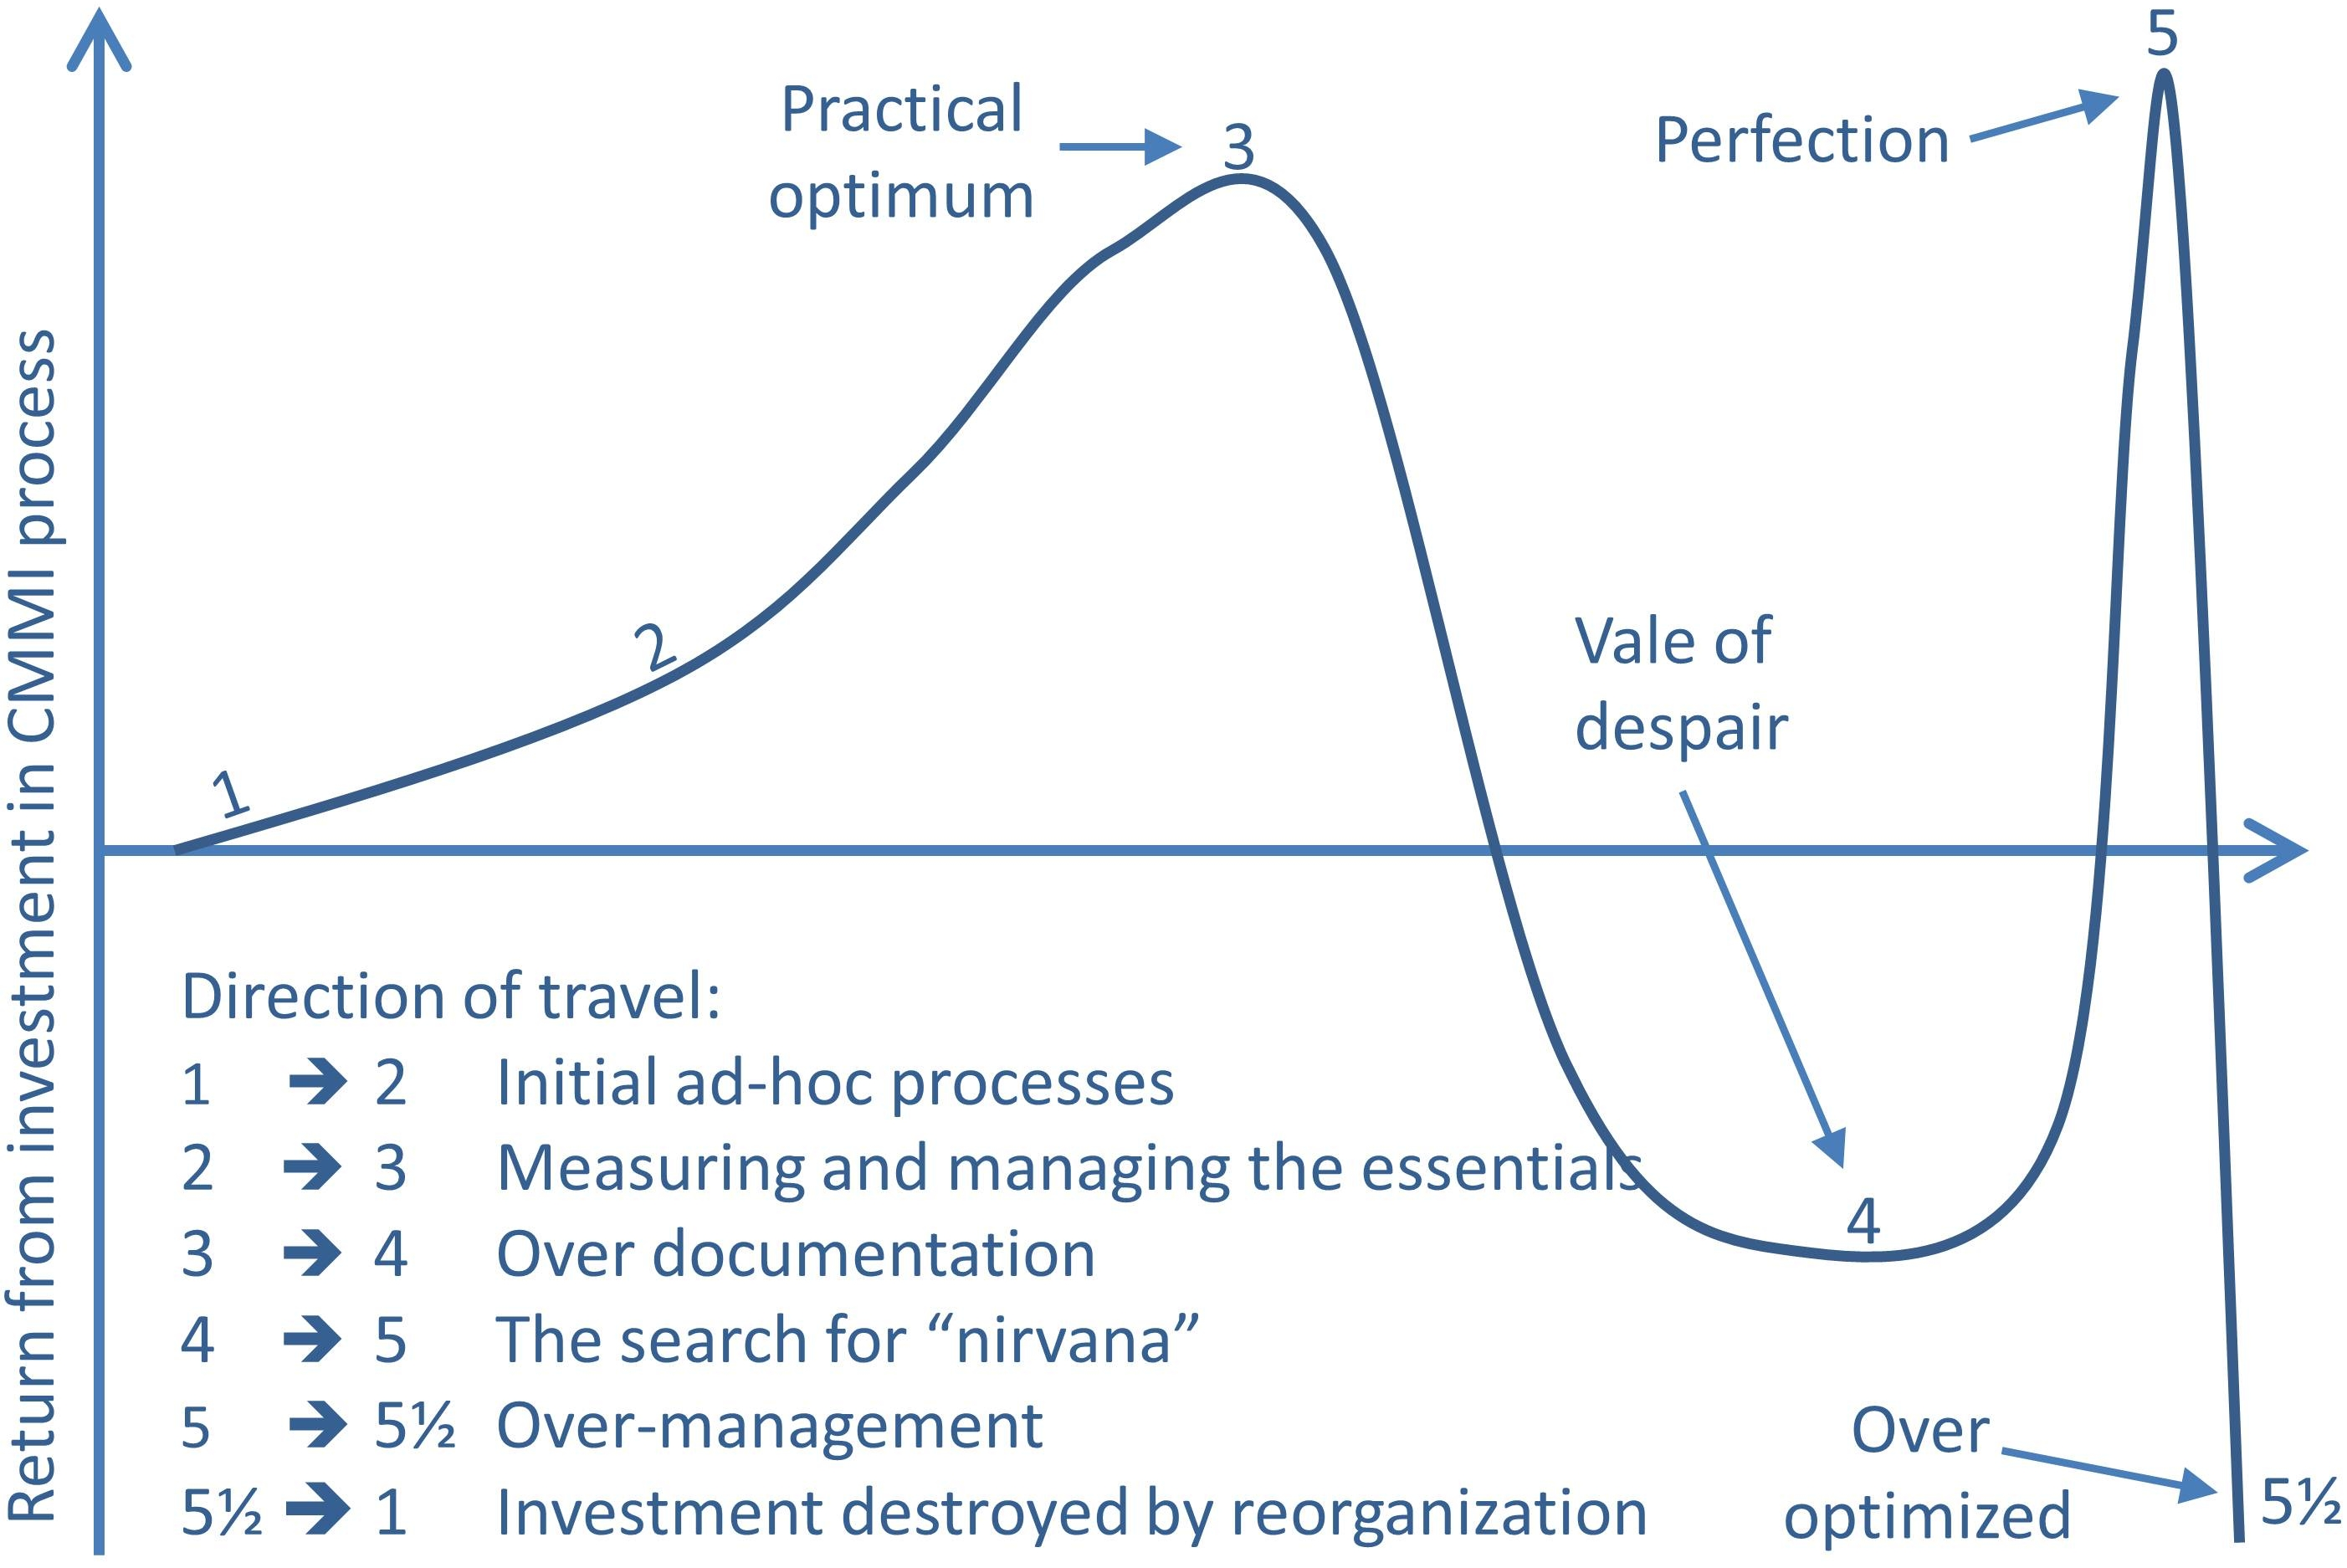 5
Practical
optimum
3
Perfection
2
Vale of
despair
1
Return from investment in CMMI process
Direction of travel:
1 → 2 Initial ad-hoc processes
2 → 3 Measuring and managing the essentials
3 → 4 Over documentation
4 → 5 The search for “nirvana”
5 → 5½ Over-management
5½ → 1 Investment destroyed by reorganization
4
Over
optimized
5½